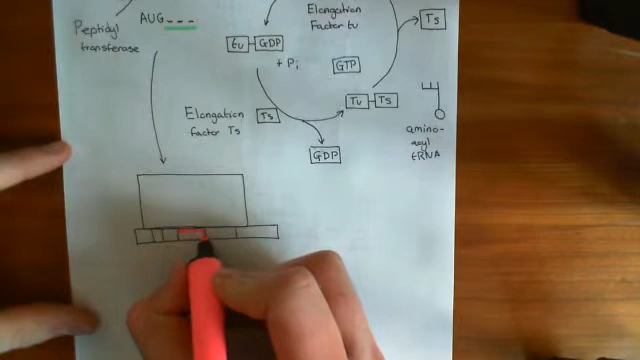 Peptidyl
transferase
AUG _ _ _
Elongation
Factor tu
Ts
Eu GDP
+ Pi
GTP
Elongation
factor Ts
Ts
Tu Ts
GDP
amino-
acyl
tRNA